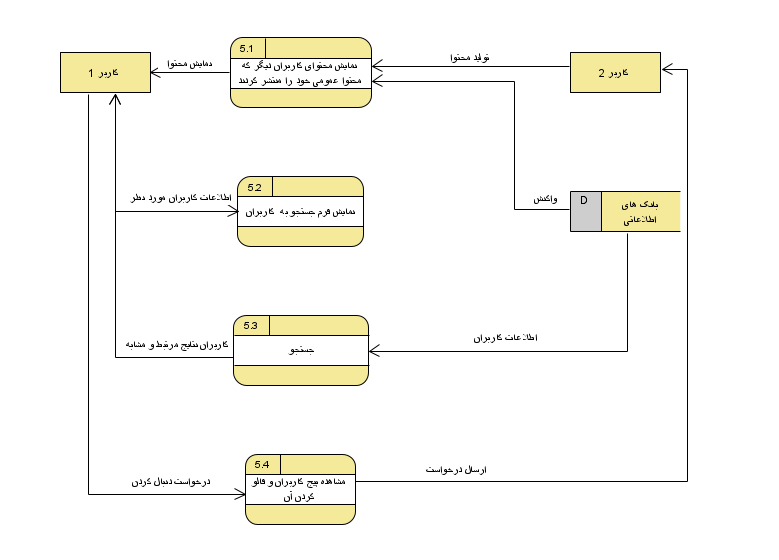 5.1
نمایش محتوای کاربران دیگر که
محتوا عمومی خود را منتشر کردند
کاربر 1
نمایش محتوا
تولید محتوا
کاربر 2
5.2
نمایش فرم جستجو به کاربران
اطلاعات کاربران مورد نظر
واکنش
D
بانک های
اطلاعاتی
5.3
جستجو
کاربران نتایج مرتبط و مشابه
اطلاعات کاربران
5.4
مشاهده پیج کاربران و فالو
کردن آن
درخواست دنبال کردن
ارسال درخواست